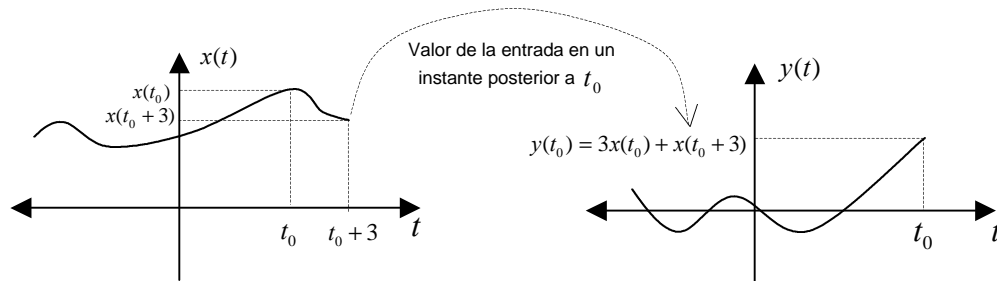 x(t)
x(t₀)
x(t₀ + 3)
t₀
t₀ + 3
t
Valor de la entrada en un
instante posterior a t₀
y(t)
y(t₀) = 3x(t₀) + x(t₀ + 3)
t₀
t